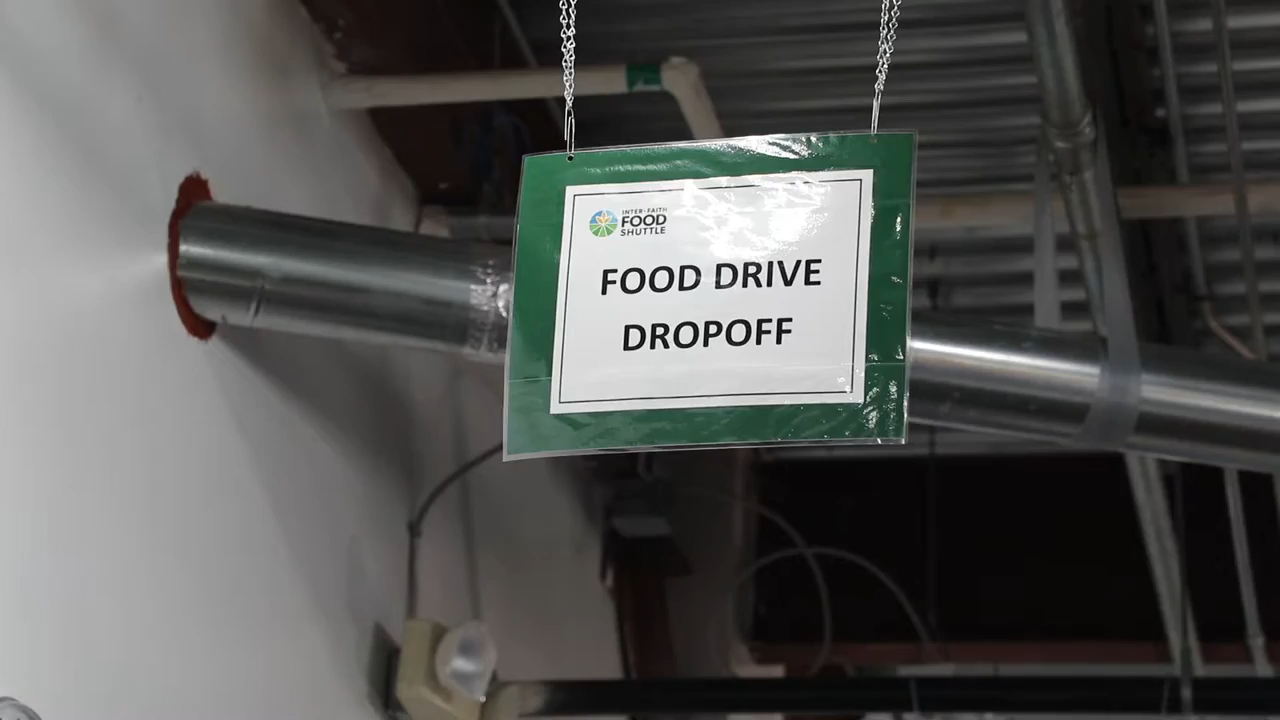 INTER-FAITH
FOOD
SHUTTLE
FOOD DRIVE
DROPOFF